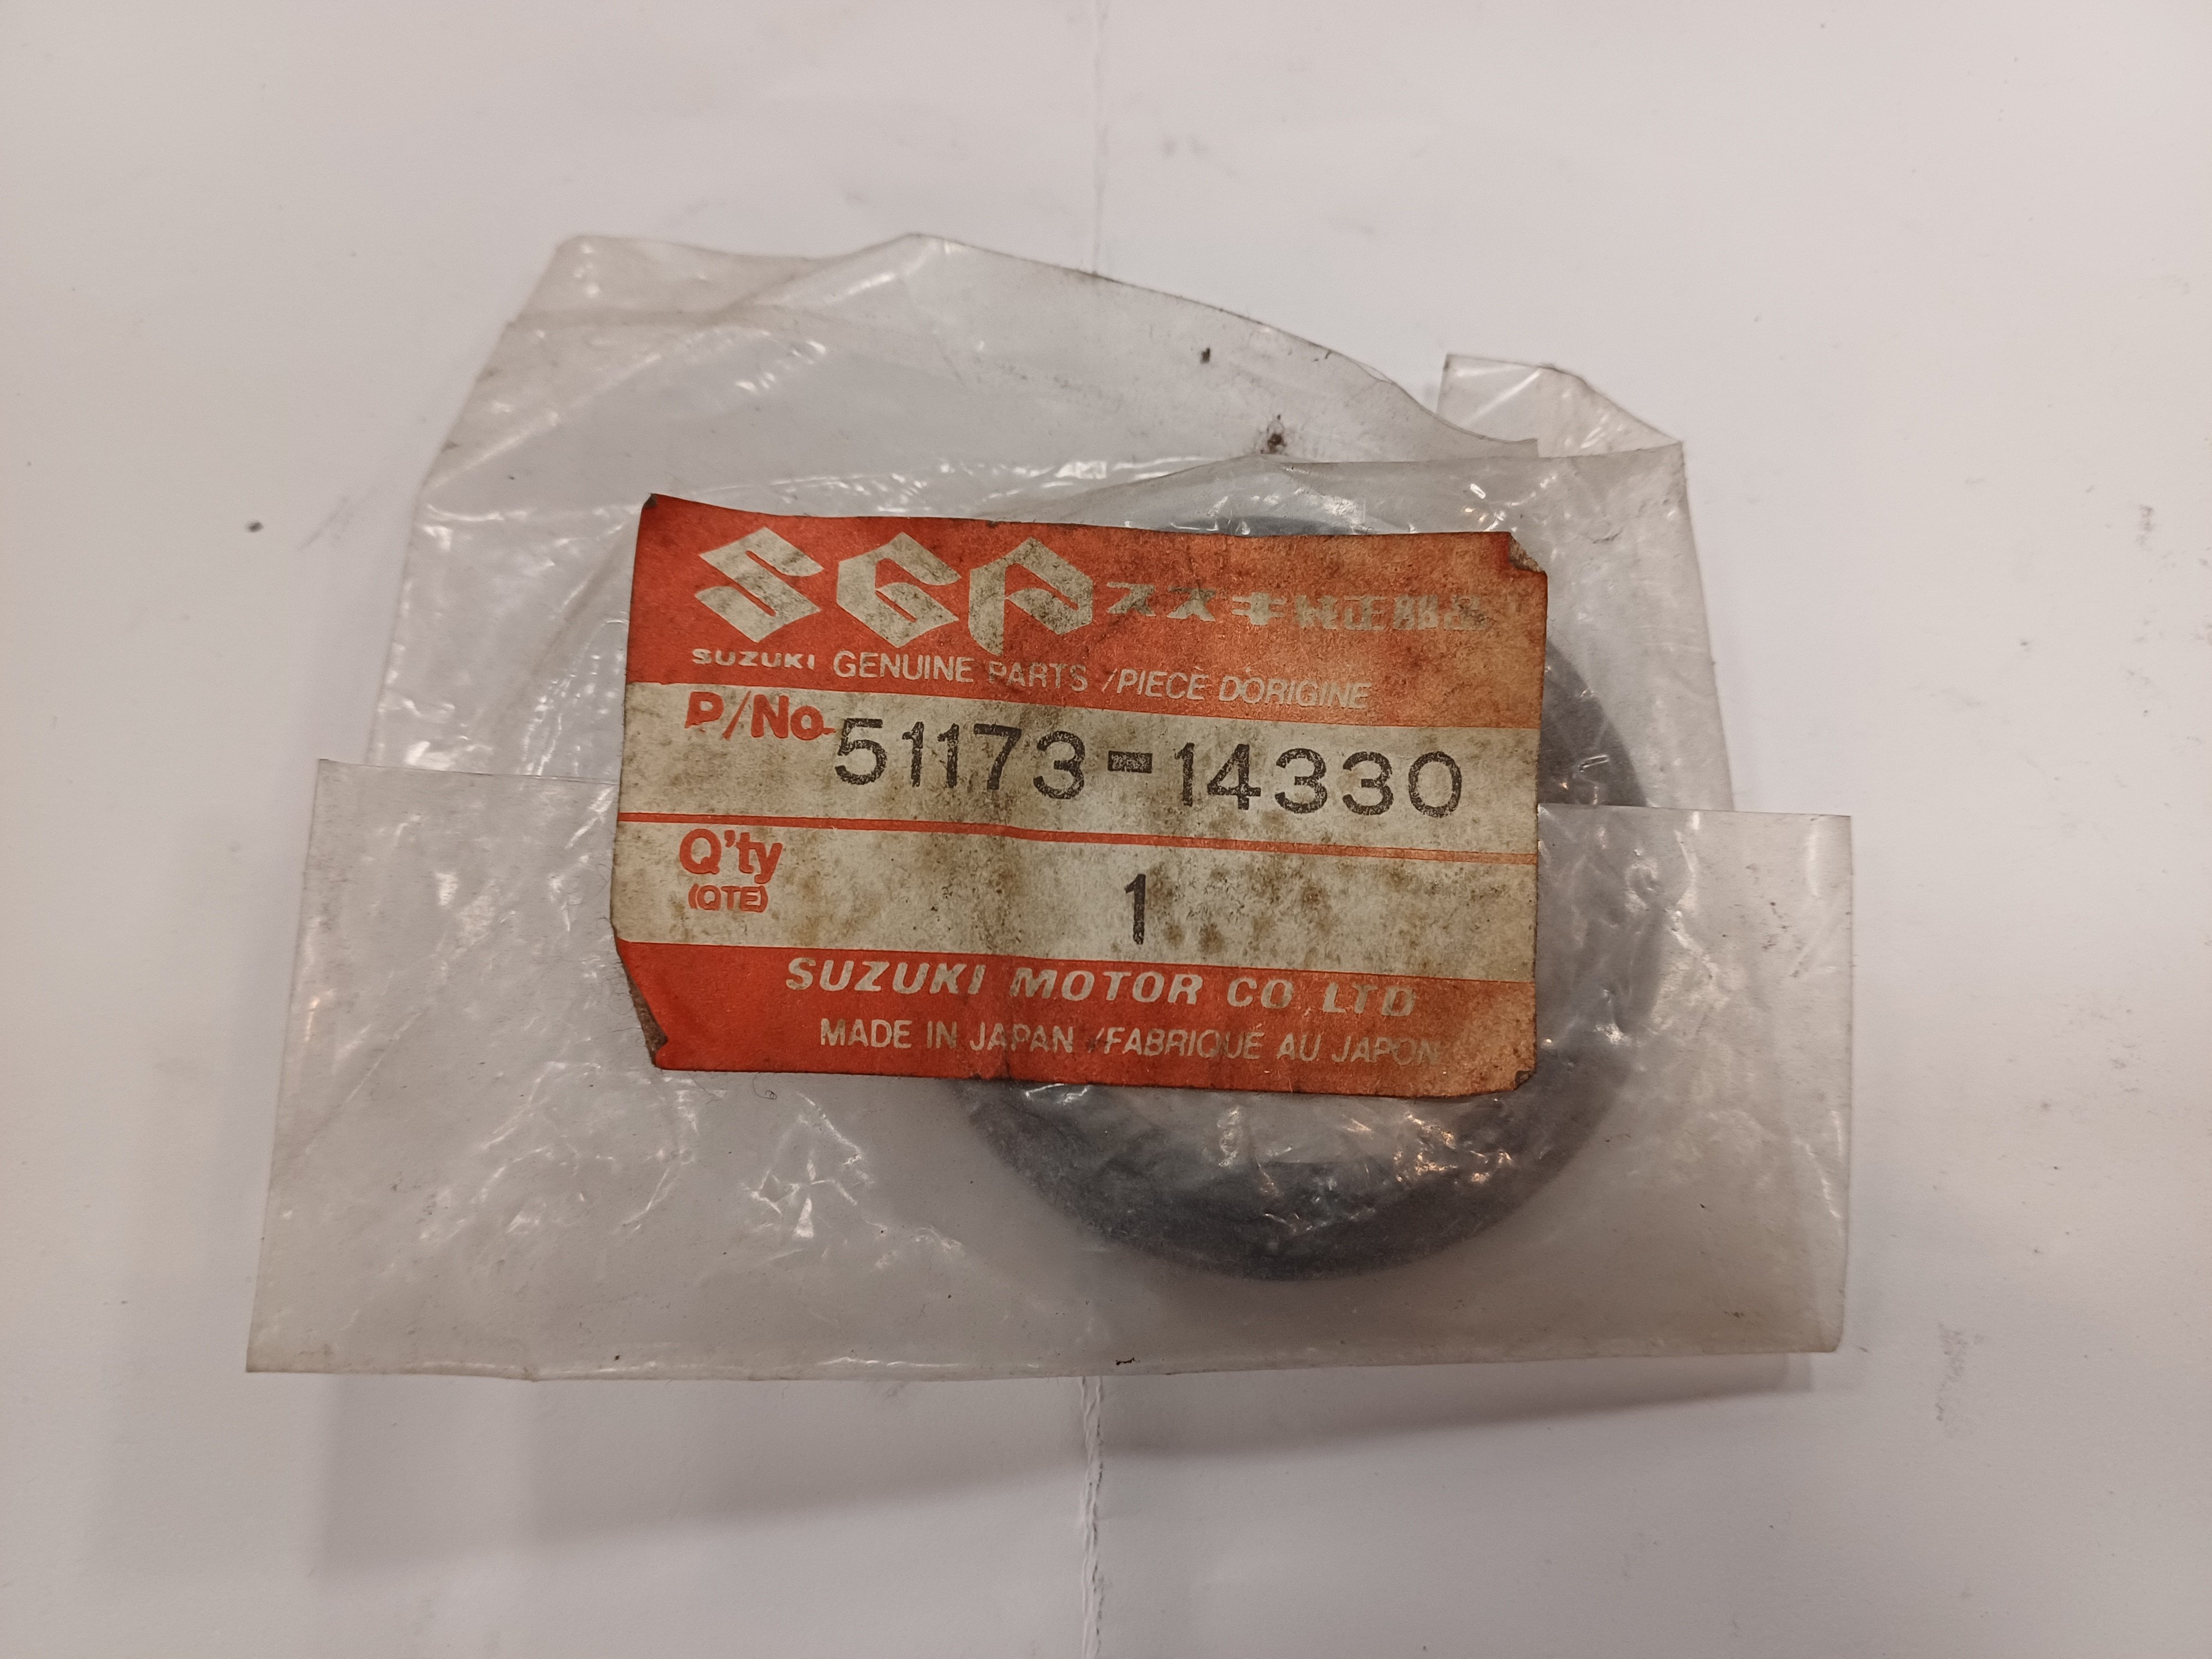 SGP スズキ純正部品
SUZUKI GENUINE PARTS /PIECE D'ORIGINE
P/No. 51173-14330
Q'ty 1
(QTE)
SUZUKI MOTOR CO LTD
MADE IN JAPAN /FABRIQUÉ AU JAPON